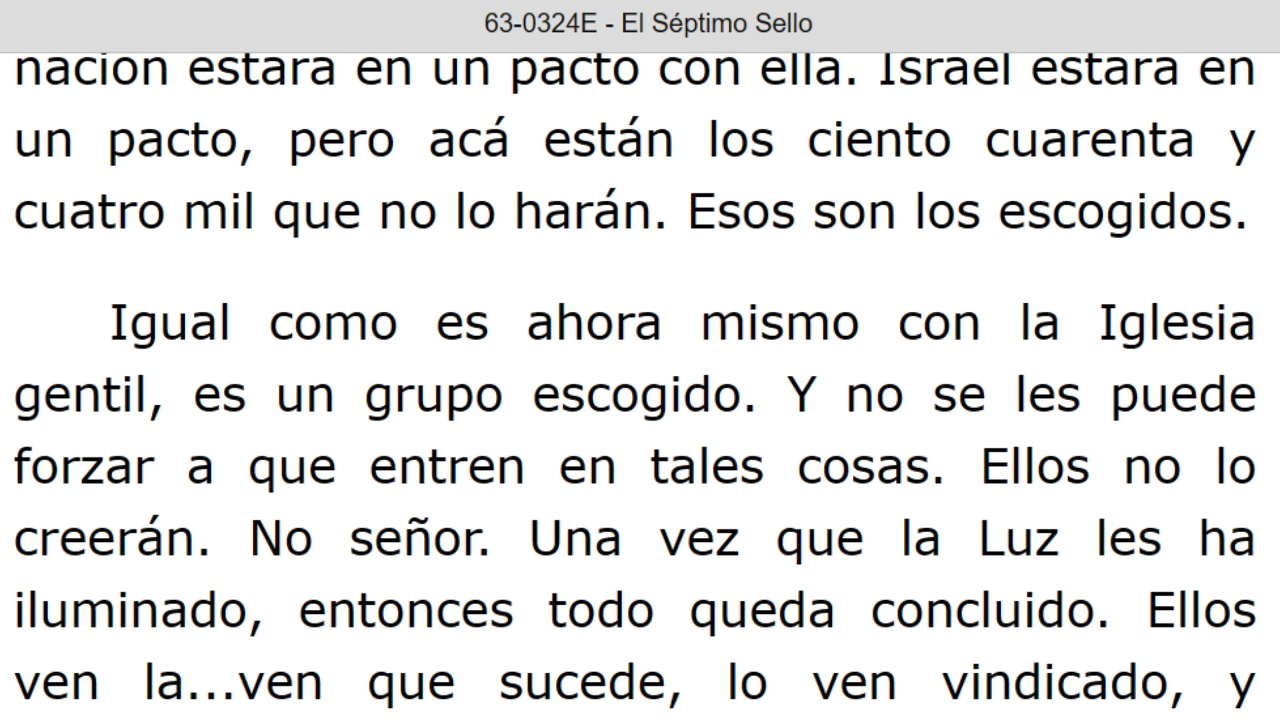 63-0324E - El Séptimo Sello
nación estará en un pacto con ella. Israel estará en
un pacto, pero acá están los ciento cuarenta y
cuatro mil que no lo harán. Esos son los escogidos.
Igual como es ahora mismo con la Iglesia
gentil, es un grupo escogido. Y no se les puede
forzar a que entren en tales cosas. Ellos no lo
creerán. No señor. Una vez que la Luz les ha
iluminado, entonces todo queda concluido. Ellos
ven la...ven que sucede, lo ven vindicado, y